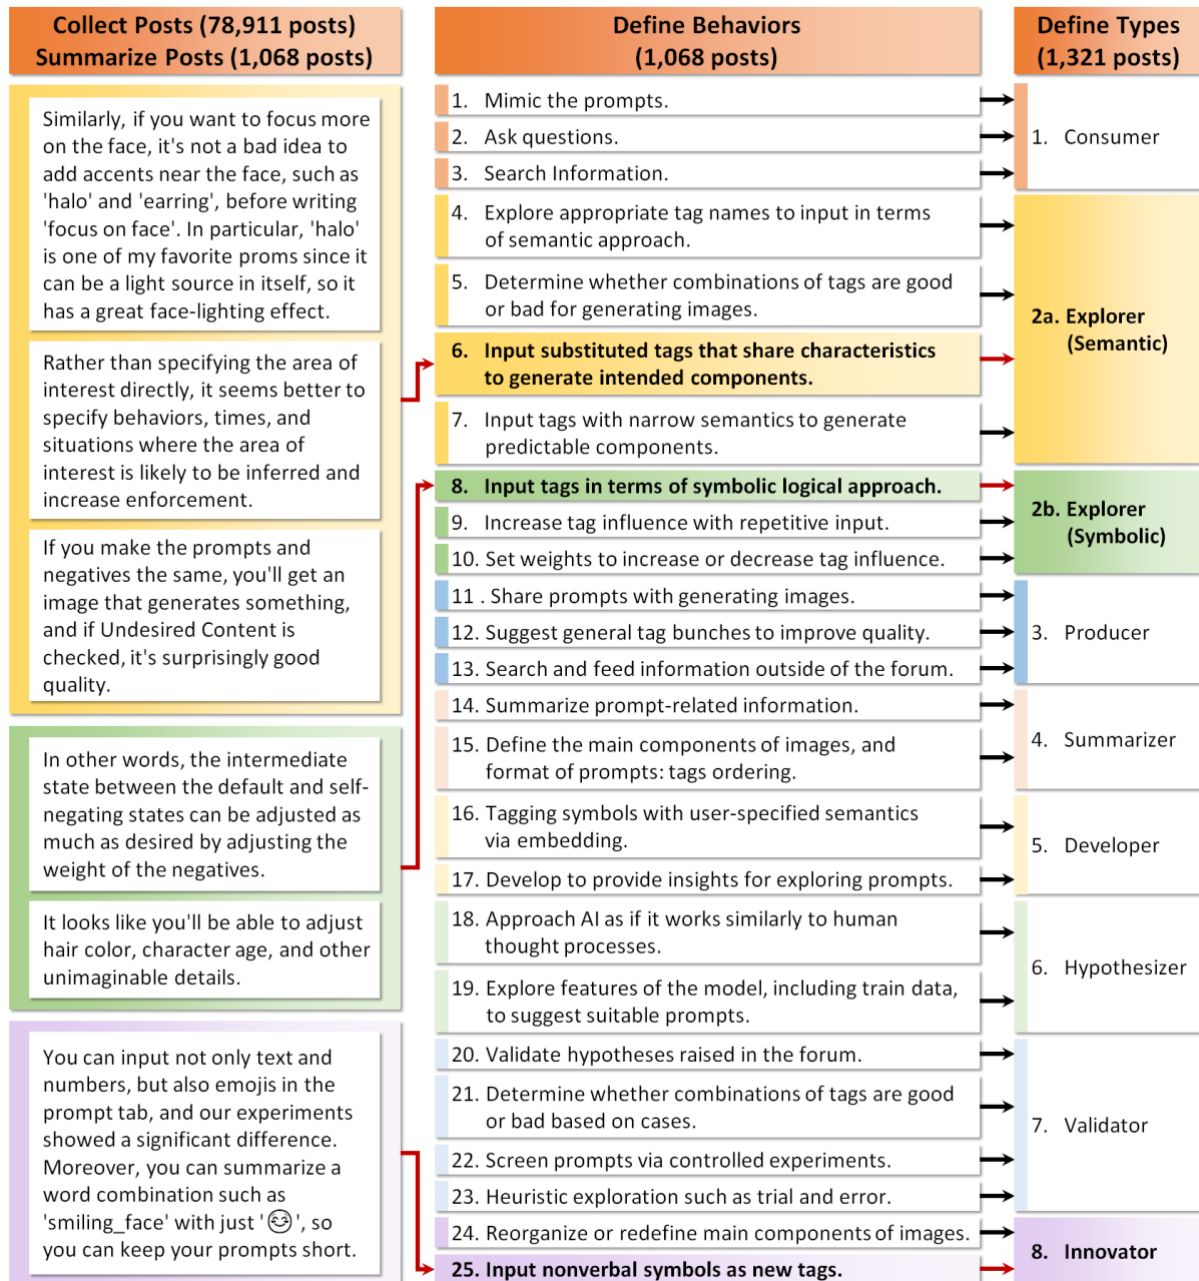 Collect Posts (78,911 posts)
Summarize Posts (1,068 posts)
Similarly, if you want to focus more
on the face, it's not a bad idea to
add accents near the face, such as
'halo' and 'earring', before writing
'focus on face'. In particular, 'halo'
is one of my favorite proms since it
can be a light source in itself, so it
has a great face-lighting effect.
Rather than specifying the area of
interest directly, it seems better to
specify behaviors, times, and
situations where the area of
interest is likely to be inferred and
increase enforcement.
If you make the prompts and
negatives the same, you'll get an
image that generates something,
and if Undesired Content is
checked, it's surprisingly good
quality.
In other words, the intermediate
state between the default and self-
negating states can be adjusted as
much as desired by adjusting the
weight of the negatives.
It looks like you'll be able to adjust
hair color, character age, and other
unimaginable details.
You can input not only text and
numbers, but also emojis in the
prompt tab, and our experiments
showed a significant difference.
Moreover, you can summarize a
word combination such as
'smiling_face' with just '😊', so
you can keep your prompts short.
Define Behaviors
(1,068 posts)
1. Mimic the prompts.
2. Ask questions.
3. Search Information.
4. Explore appropriate tag names to input in terms
of semantic approach.
5. Determine whether combinations of tags are good
or bad for generating images.
6. Input substituted tags that share characteristics
to generate intended components.
7. Input tags with narrow semantics to generate
predictable components.
8. Input tags in terms of symbolic logical approach.
9. Increase tag influence with repetitive input.
10. Set weights to increase or decrease tag influence.
11 . Share prompts with generating images.
12. Suggest general tag bunches to improve quality.
13. Search and feed information outside of the forum.
14. Summarize prompt-related information.
15. Define the main components of images, and
format of prompts: tags ordering.
16. Tagging symbols with user-specified semantics
via embedding.
17. Develop to provide insights for exploring prompts.
18. Approach AI as if it works similarly to human
thought processes.
19. Explore features of the model, including train data,
to suggest suitable prompts.
20. Validate hypotheses raised in the forum.
21. Determine whether combinations of tags are good
or bad based on cases.
22. Screen prompts via controlled experiments.
23. Heuristic exploration such as trial and error.
24. Reorganize or redefine main components of images.
25. Input nonverbal symbols as new tags.
Define Types
(1,321 posts)
1. Consumer
2a. Explorer
(Semantic)
2b. Explorer
(Symbolic)
3. Producer
4. Summarizer
5. Developer
6. Hypothesizer
7. Validator
8. Innovator